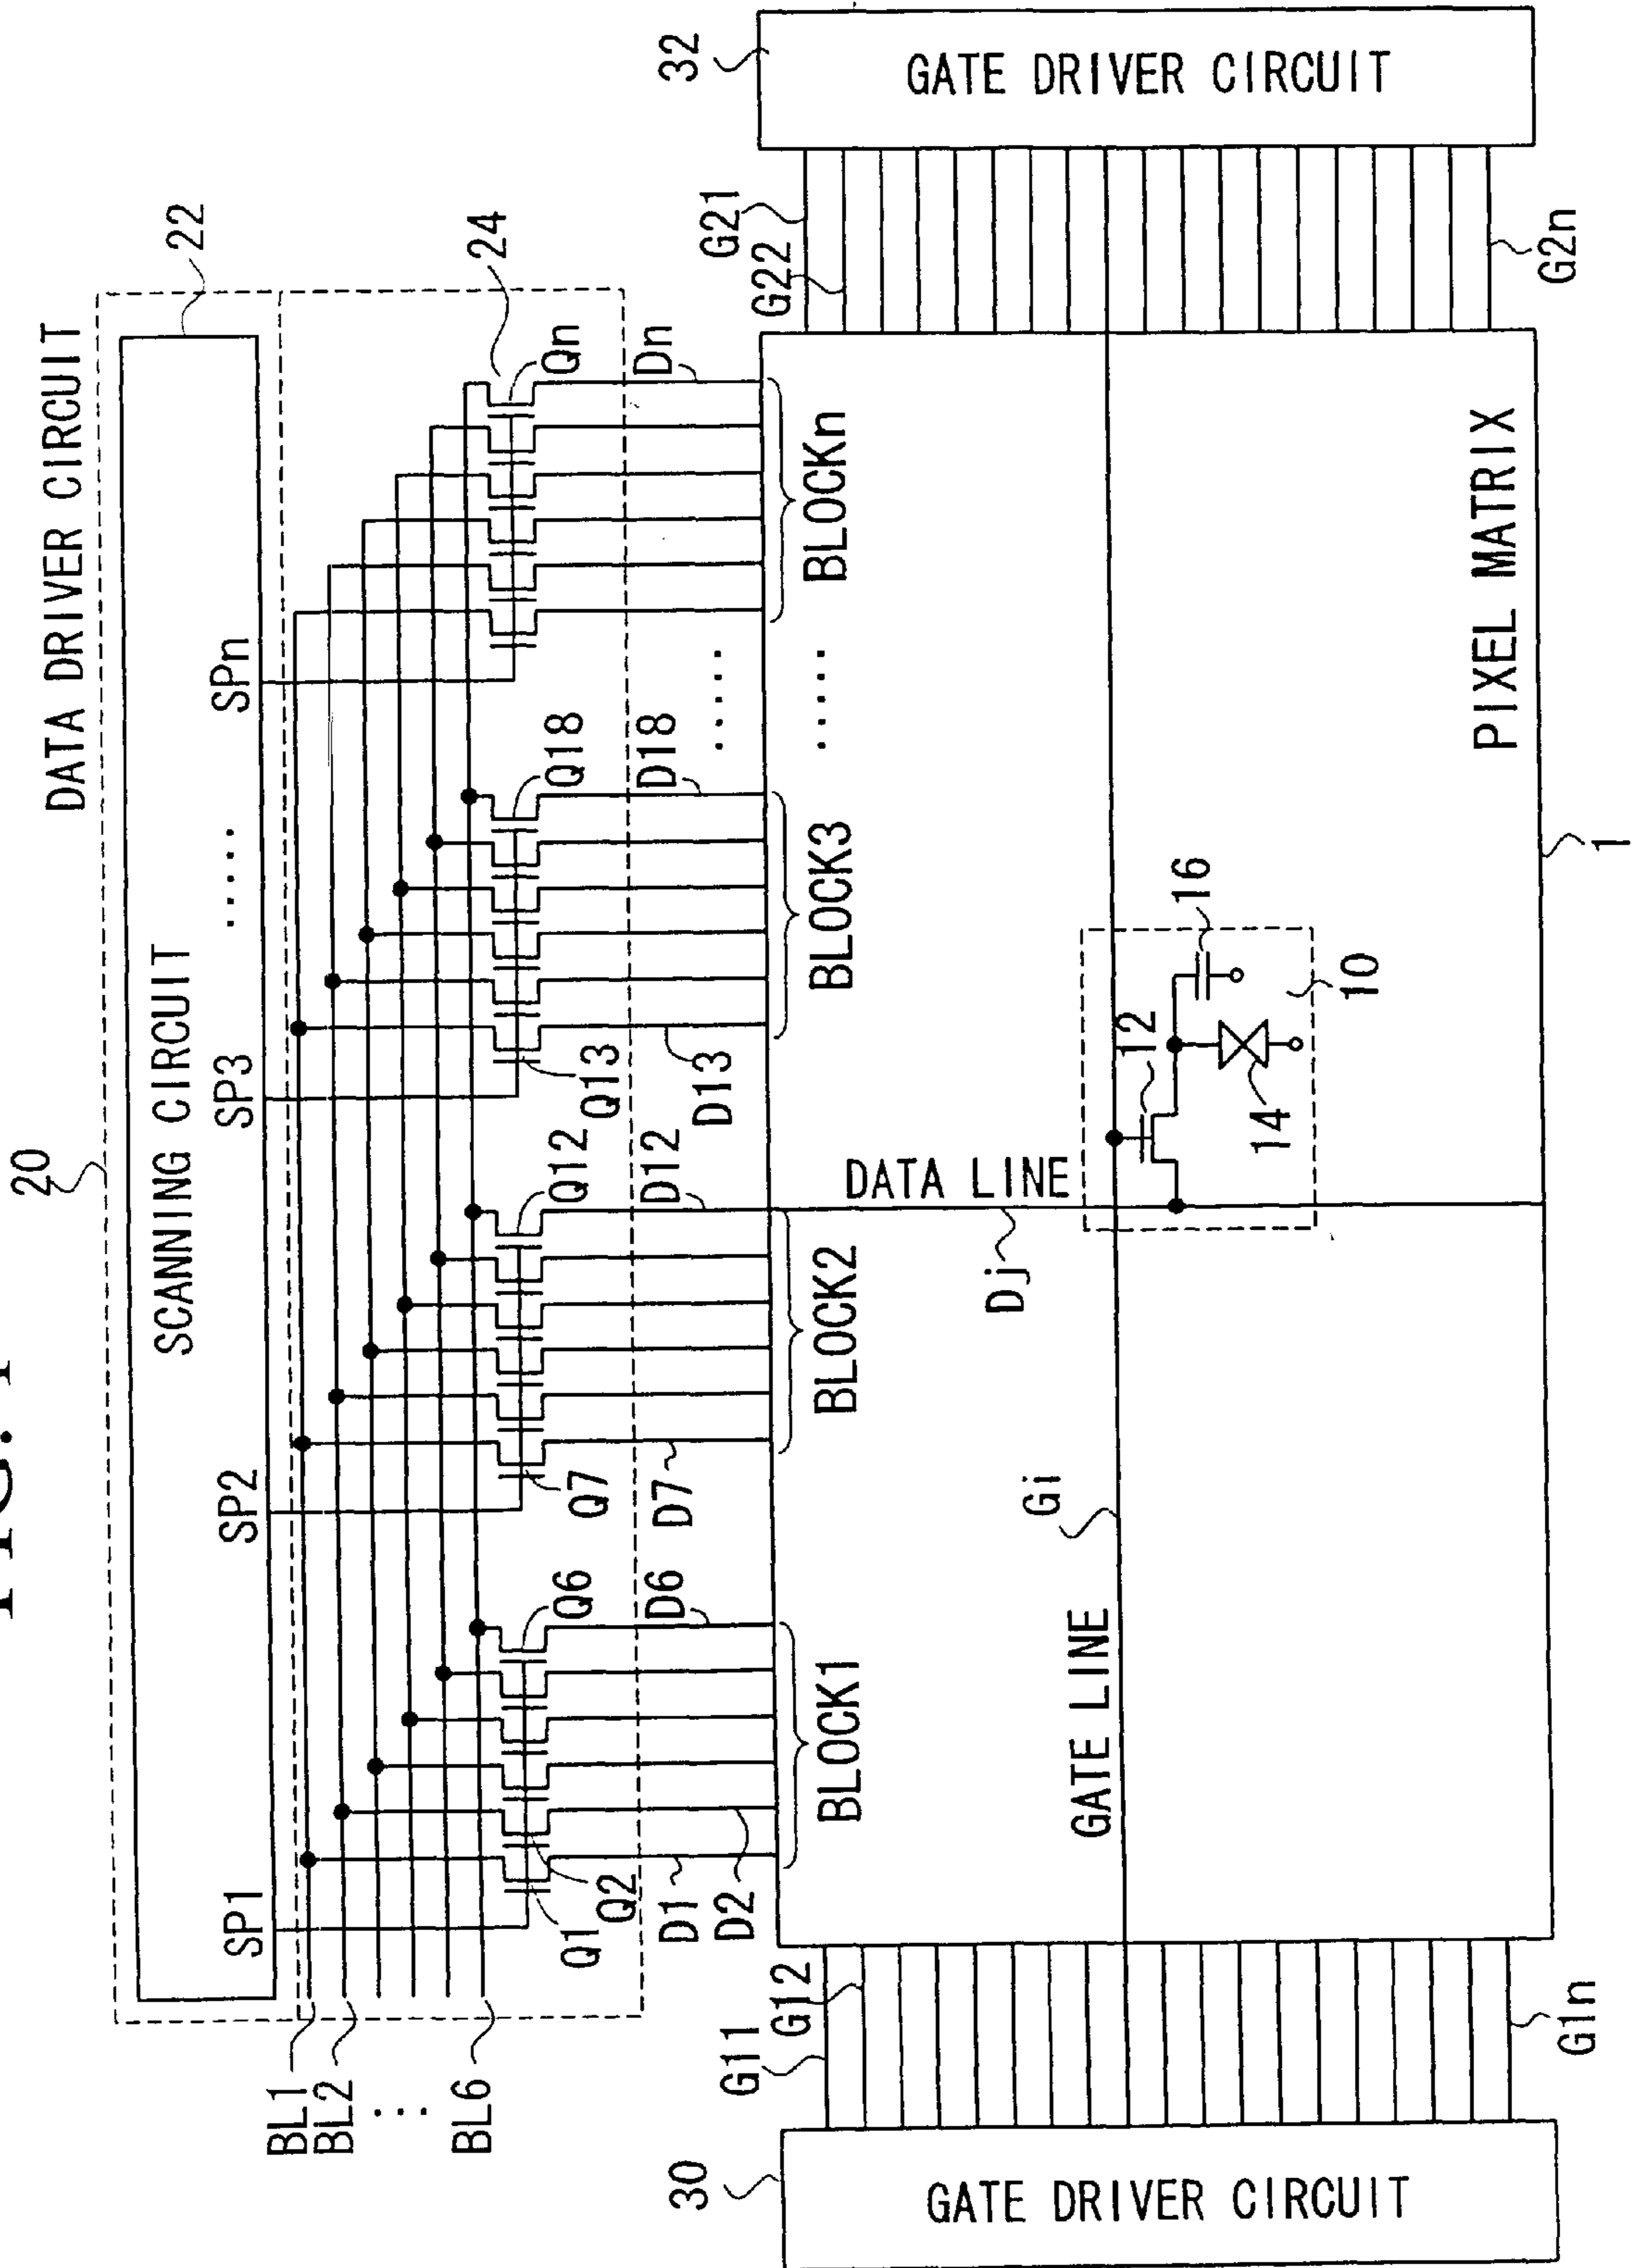 FIG. 1
20
DATA DRIVER CIRCUIT
SCANNING CIRCUIT
22
SP1
SP2
SP3
.....
SPn
BL1
BL2
...
BL6
24
Q1
Q2
Q6
Q7
Q12
Q13
Q18
Qn
D1
D2
D6
D7
D12
D13
D18
Dn
.....
BLOCK1
BLOCK2
BLOCK3
.....
BLOCKn
30
GATE DRIVER CIRCUIT
G11
G12
G1n
32
GATE DRIVER CIRCUIT
G21
G22
G2n
GATE LINE
Gi
DATA LINE
Dj
12
14
16
10
PIXEL MATRIX
1